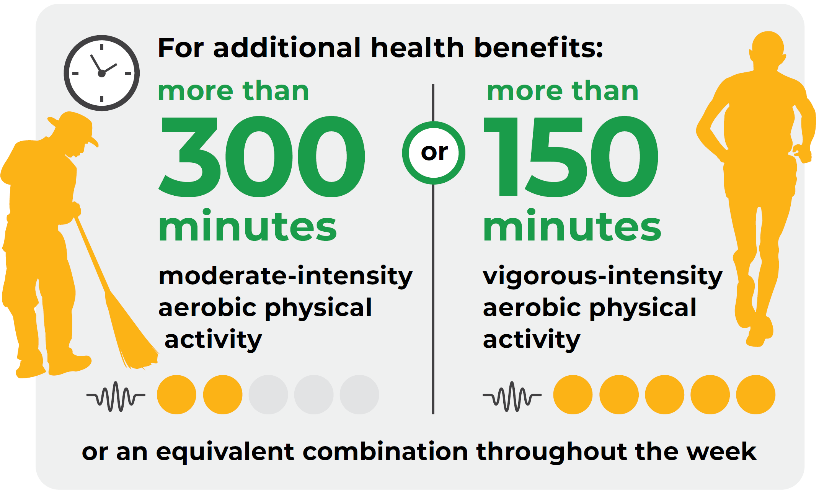 For additional health benefits:
more than
300
minutes
moderate-intensity
aerobic physical
activity
or
more than
150
minutes
vigorous-intensity
aerobic physical
activity
or an equivalent combination throughout the week